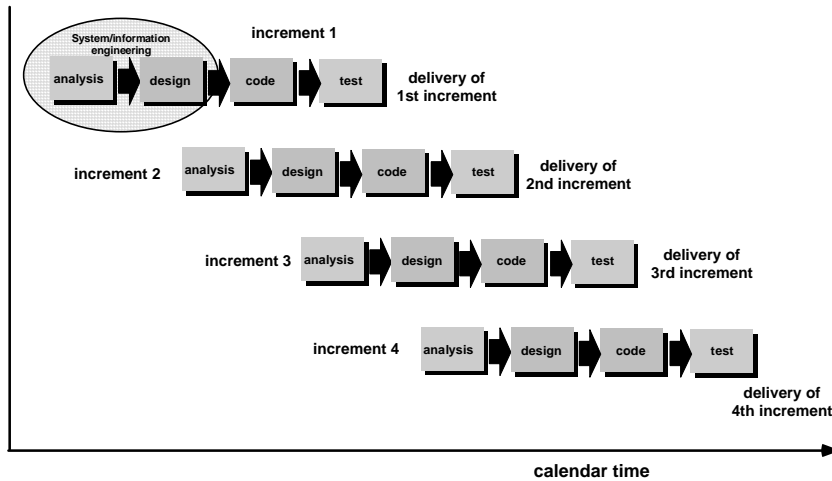 System/information
engineering
increment 1
analysis
design
code
test
delivery of
1st increment
increment 2
analysis
design
code
test
delivery of
2nd increment
increment 3
analysis
design
code
test
delivery of
3rd increment
increment 4
analysis
design
code
test
delivery of
4th increment
calendar time